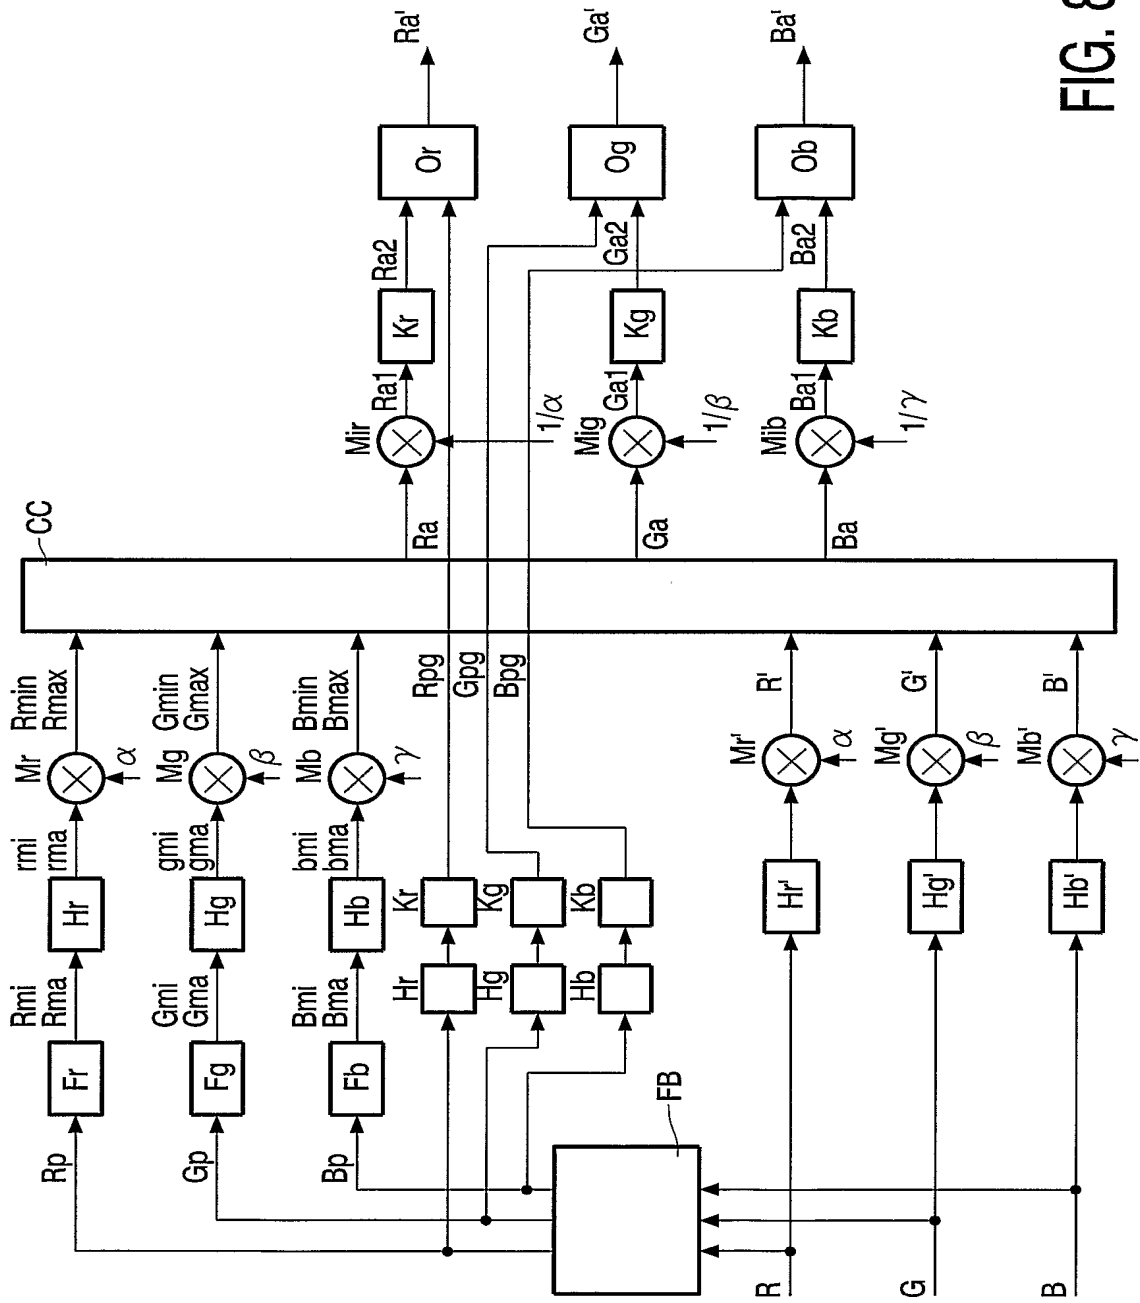 Rp
Fr
Rmi
Rma
Hr
rmi
rma
Mr
α
Rmin
Rmax
CC
Gp
Fg
Gmi
Gma
Hg
gmi
gma
Mg
β
Gmin
Gmax
Bp
Fb
Bmi
Bma
Hb
bmi
bma
Mb
γ
Bmin
Bmax
Hr
Kr
Rpg
Hg
Kg
Gpg
Hb
Kb
Bpg
FB
R
Hr'
Mr'
α
R'
G
Hg'
Mg'
β
G'
B
Hb'
Mb'
γ
B'
Ra
Mir
1/α
Ra1
Kr
Ra2
Or
Ra'
Ga
Mig
1/β
Ga1
Kg
Ga2
Og
Ga'
Ba
Mib
1/γ
Ba1
Kb
Ba2
Ob
Ba'
FIG. 8